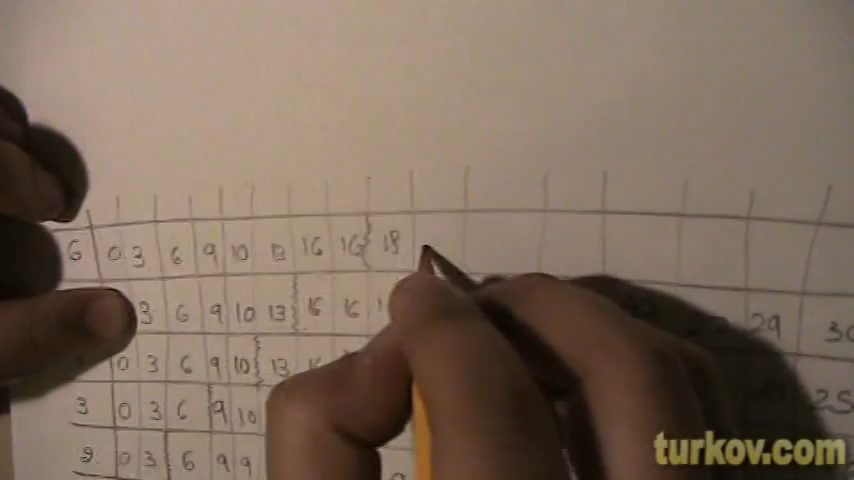 6 0 3 6 9 10 13 16 16 18
3 6 9 10 13 16 16 29 30
0 3 6 9 10 13 25
3 0 3 6 9 10
2 0 3 6 9 9
turkov.com